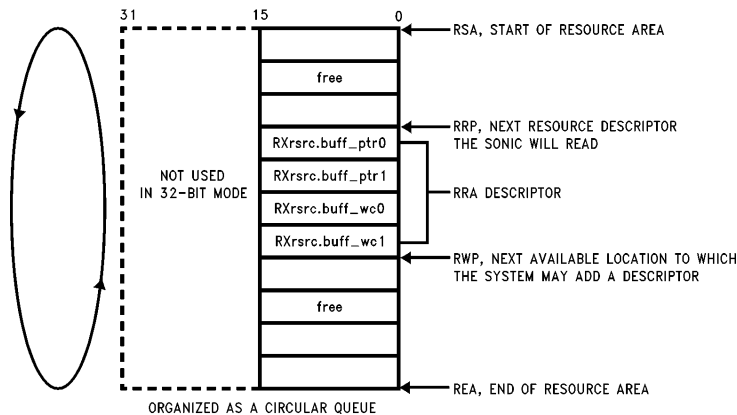 31 15 0
RSA, START OF RESOURCE AREA
free
RRP, NEXT RESOURCE DESCRIPTOR
THE SONIC WILL READ
RXrsrc.buff_ptr0
RXrsrc.buff_ptr1
NOT USED
IN 32-BIT MODE
RRA DESCRIPTOR
RXrsrc.buff_wc0
RXrsrc.buff_wc1
RWP, NEXT AVAILABLE LOCATION TO WHICH
THE SYSTEM MAY ADD A DESCRIPTOR
free
REA, END OF RESOURCE AREA
ORGANIZED AS A CIRCULAR QUEUE